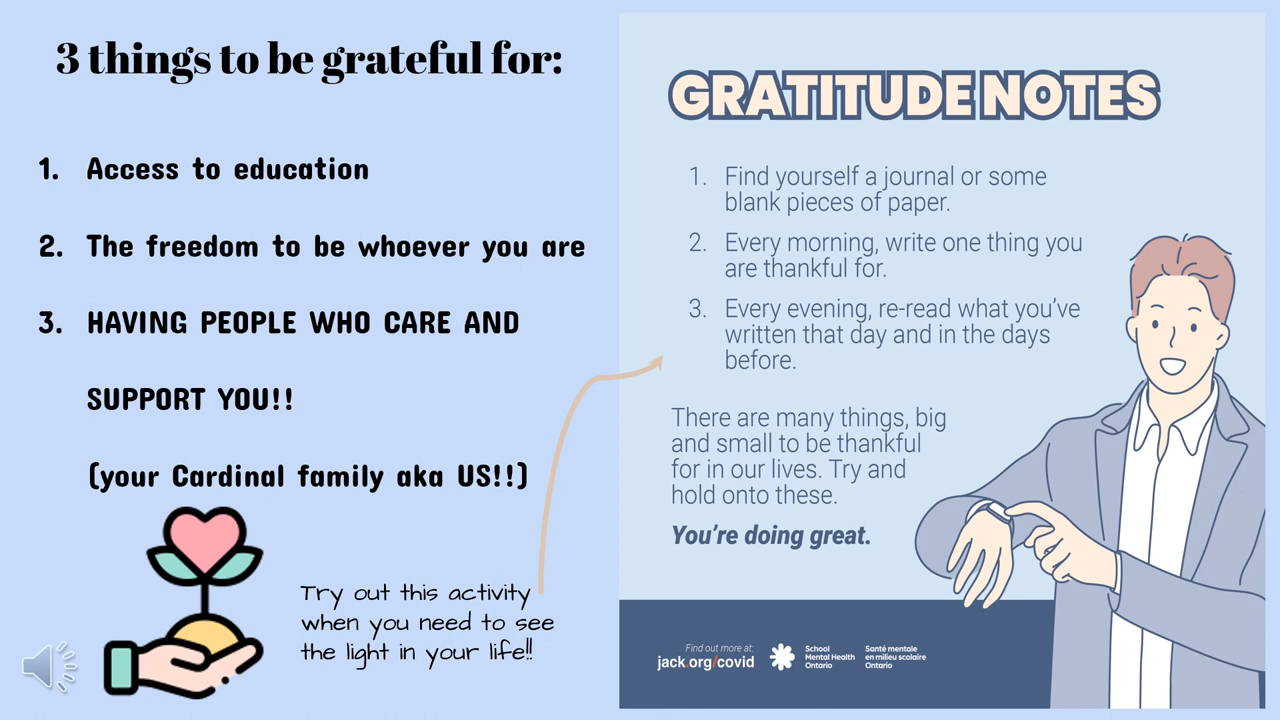 3 things to be grateful for:
1. Access to education
2. The freedom to be whoever you are
3. HAVING PEOPLE WHO CARE AND
SUPPORT YOU!!
(your Cardinal family aka US!!)
Try out this activity
when you need to see
the light in your life!!
GRATITUDE NOTES
1. Find yourself a journal or some
blank pieces of paper.
2. Every morning, write one thing you
are thankful for.
3. Every evening, re-read what you've
written that day and in the days
before.
There are many things, big
and small to be thankful
for in our lives. Try and
hold onto these.
You're doing great.
Find out more at:
jack.org/covid
School
Mental Health
Ontario
Santé mentale
en milieu scolaire
Ontario